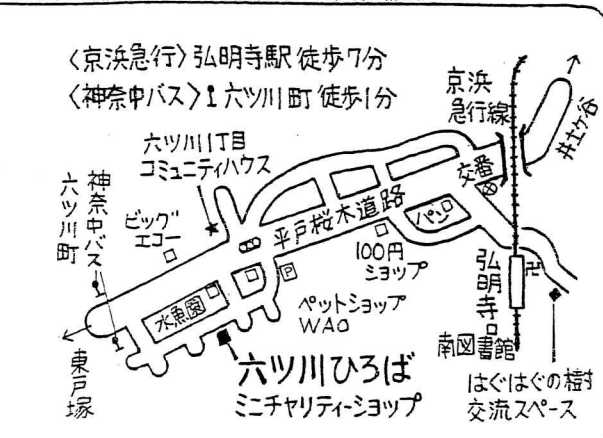 〈京浜急行〉弘明寺駅 徒歩7分
〈神奈中バス〉六ツ川町 徒歩1分
京浜
急行線
井土ヶ谷
六ツ川1丁目
コミュニティハウス
交番
神奈中バス
六ツ川町
ビッグ
エコー
平戸桜木道路
パン
100円
ショップ
弘明寺
卍
水魚園
P
ペットショップ
WAO
南図書館
東戸塚
六ツ川ひろば
ミニチャリティーショップ
はぐはぐの樹
交流スペース